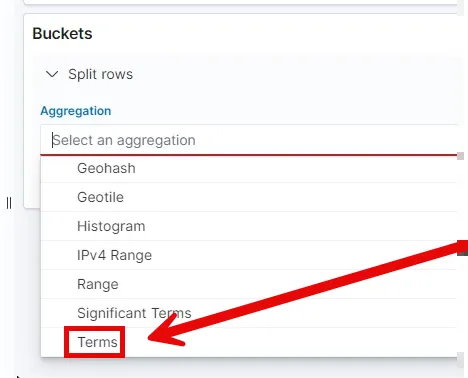 Buckets
Split rows
Aggregation
Select an aggregation
Geohash
Geotile
Histogram
IPv4 Range
Range
Significant Terms
Terms